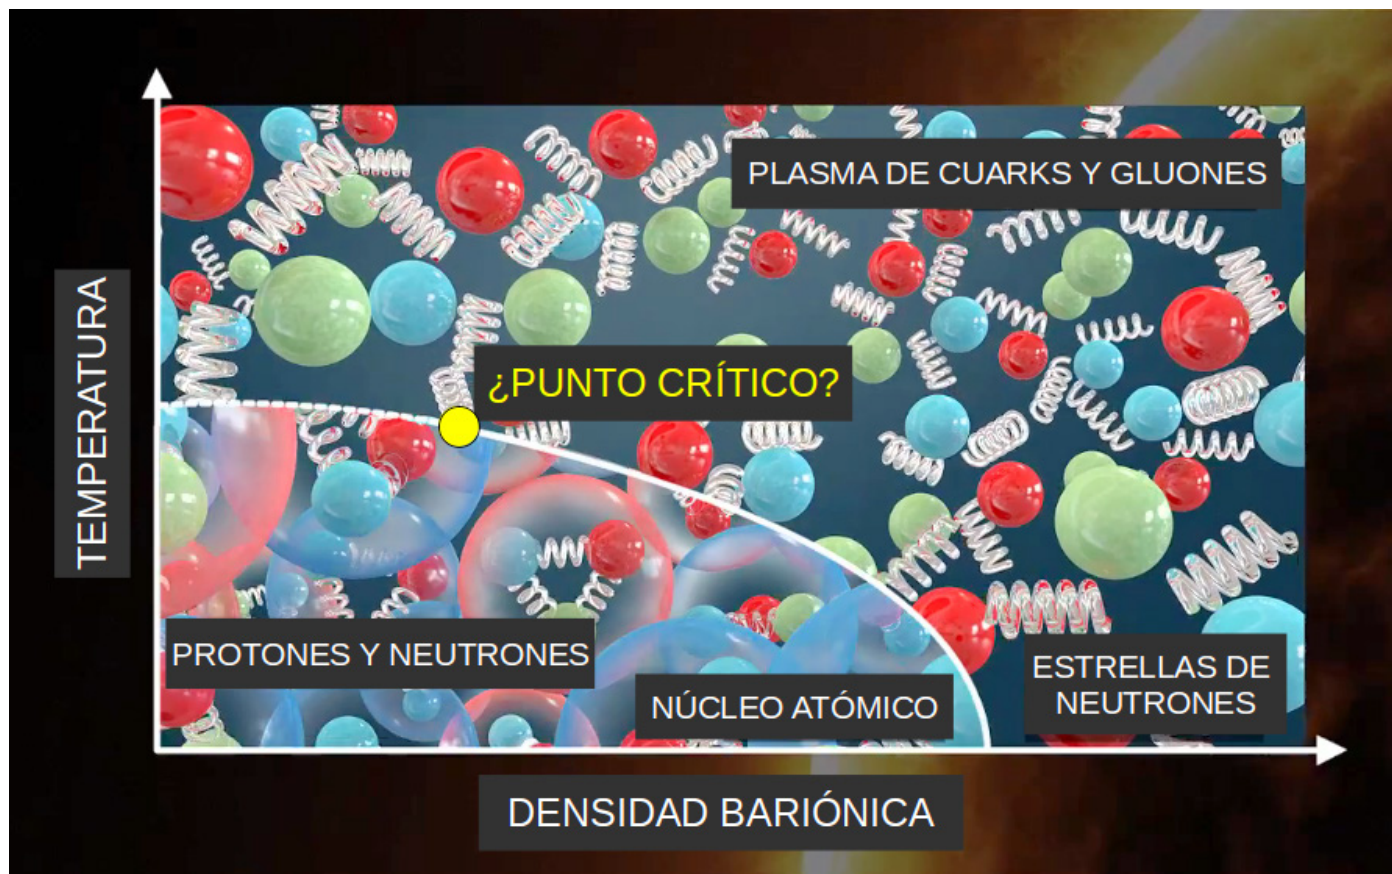 PLASMA DE CUARKS Y GLUONES
¿PUNTO CRÍTICO?
TEMPERATURA
PROTONES Y NEUTRONES
NÚCLEO ATÓMICO
ESTRELLAS DE
NEUTRONES
DENSIDAD BARIÓNICA